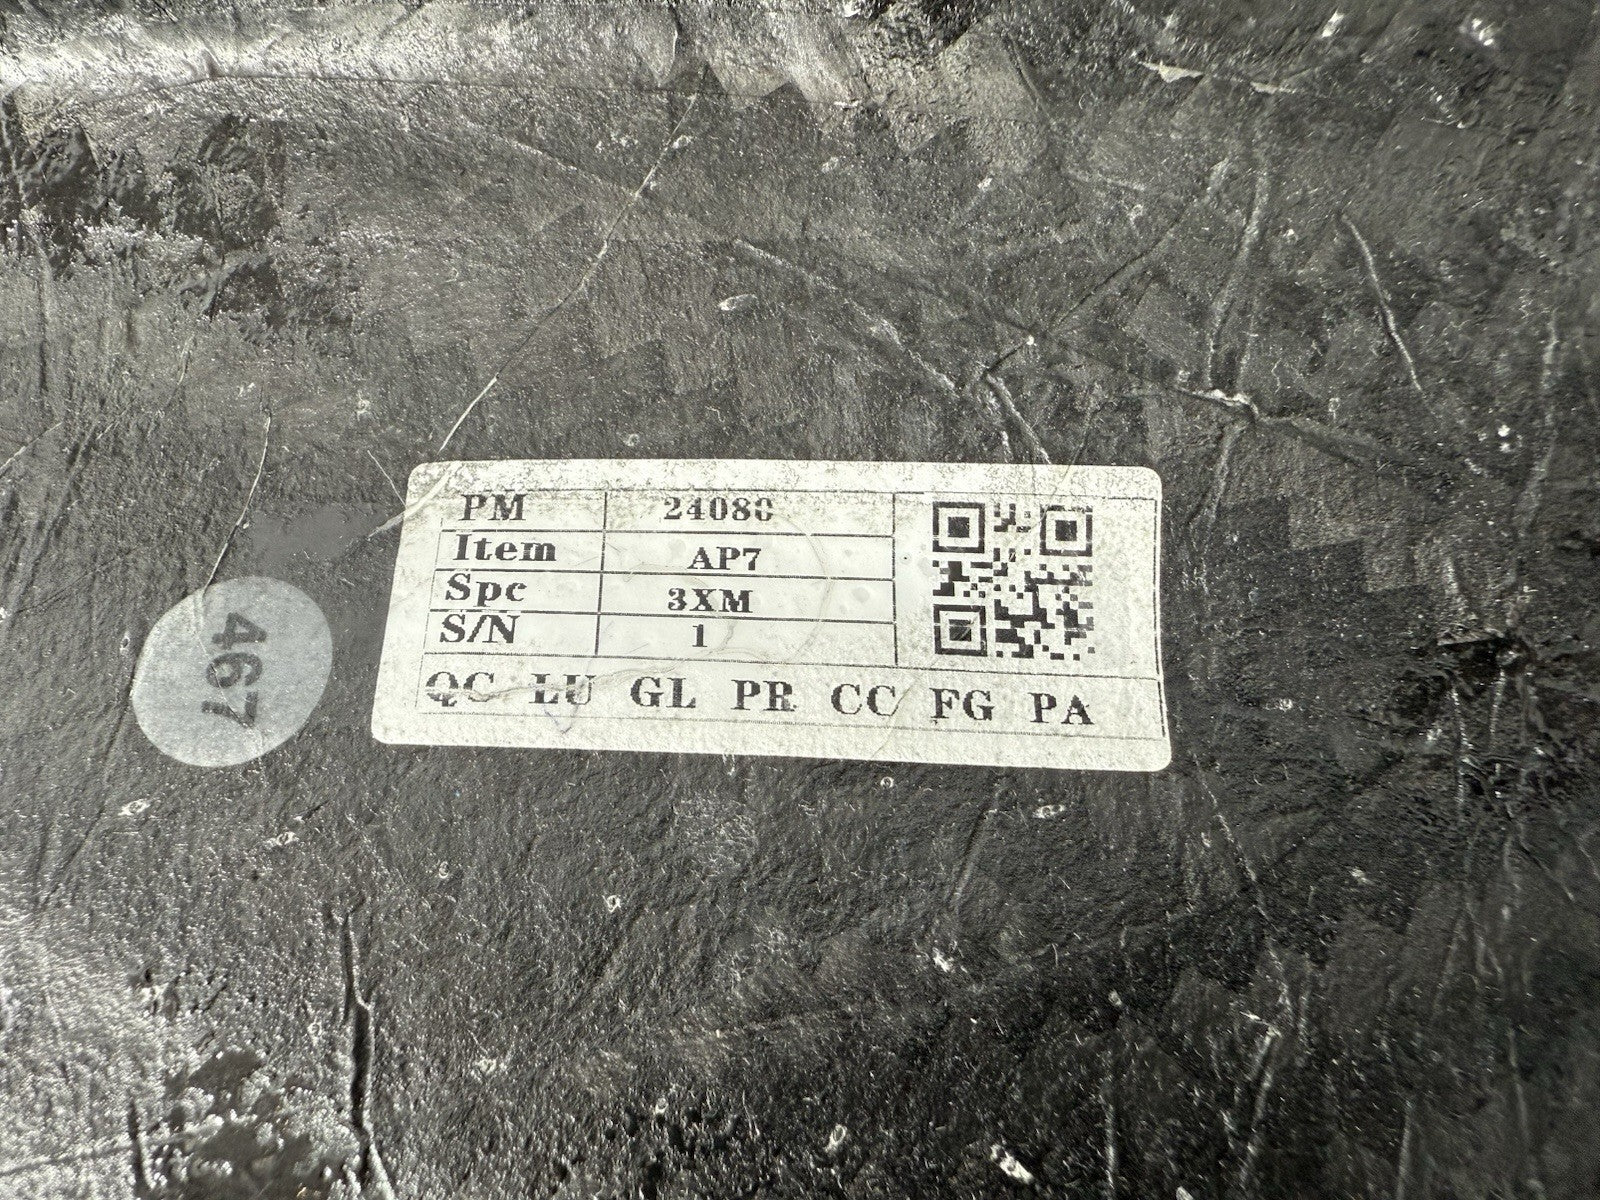 PM 24080
Item AP7
Spc 3XM
S/N 1
QC LU GL PR CC FG PA
467